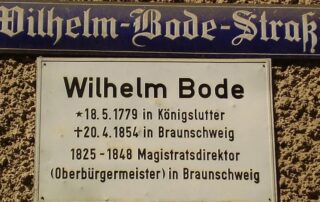 Wilhelm-Bode-Straß
Wilhelm Bode
*18.5.1779 in Königslutter
†20.4.1854 in Braunschweig
1825-1848 Magistratsdirektor
(Oberbürgermeister) in Braunschweig